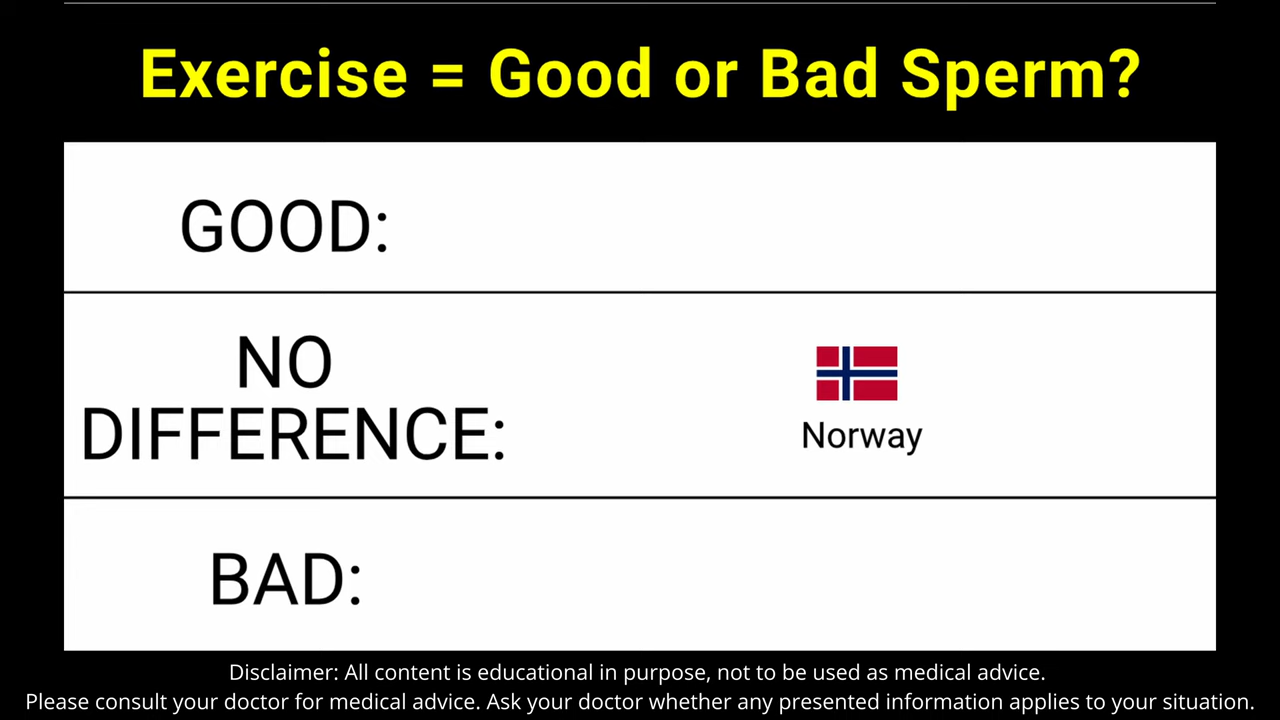 Exercise = Good or Bad Sperm?
GOOD:
NO
DIFFERENCE:
Norway
BAD:
Disclaimer: All content is educational in purpose, not to be used as medical advice.
Please consult your doctor for medical advice. Ask your doctor whether any presented information applies to your situation.